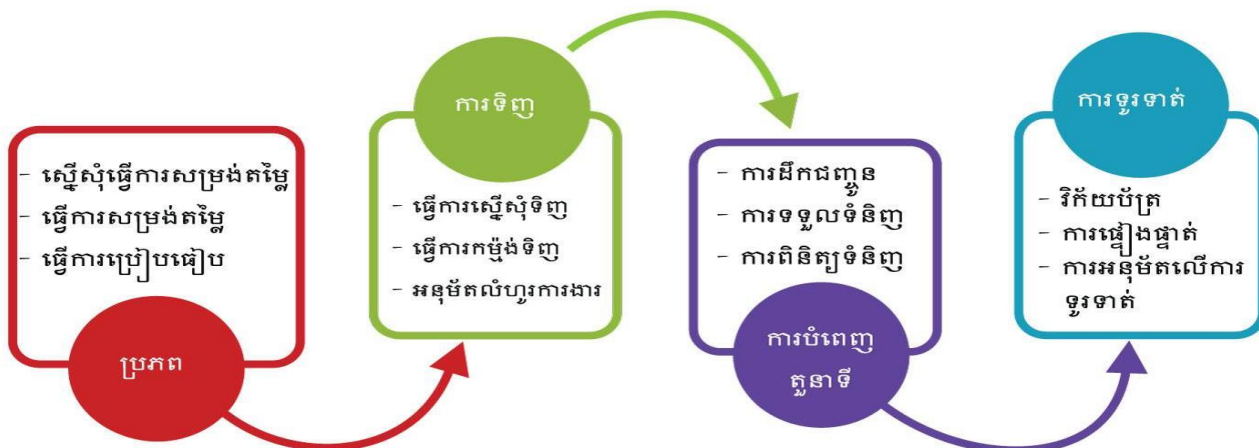 - ស្នើសុំធ្វើការសម្រង់តម្លៃ
- ធ្វើការសម្រង់តម្លៃ
- ធ្វើការប្រៀបធៀប
ប្រភព
ការទិញ
- ធ្វើការស្នើសុំទិញ
- ធ្វើការកម្ម៉ង់ទិញ
- អនុម័តលំហូរការងារ
- ការដឹកជញ្ចូន
- ការទទួលទំនិញ
- ការពិនិត្យទំនិញ
ការបំពេញ
តួនាទី
ការទូរទាត់
- វិក័យប័ត្រ
- ការផ្ទៀងផ្ទាត់
- ការអនុម័តលើការ
ទូរទាត់